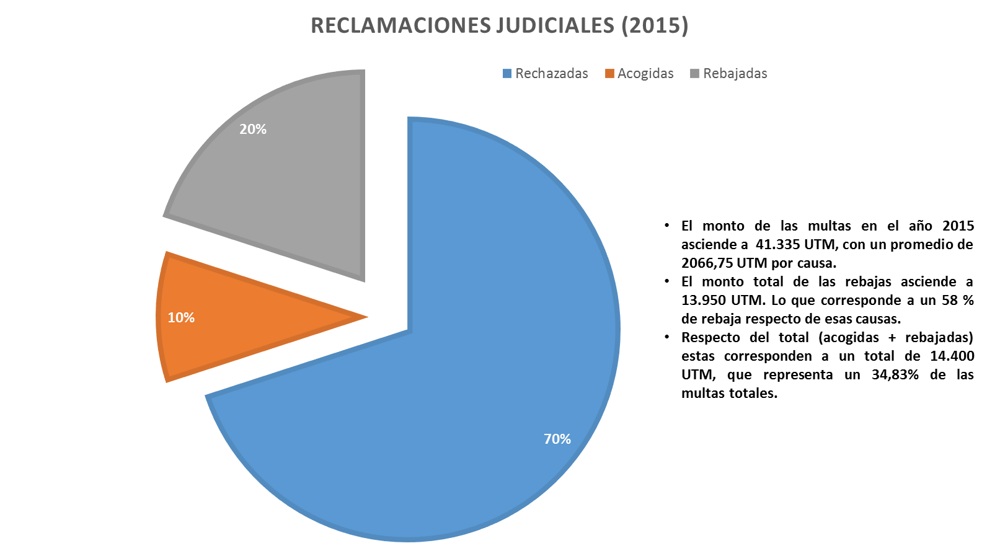 RECLAMACIONES JUDICIALES (2015)
Rechazadas Acogidas Rebajadas
20%
10%
70%
• El monto de las multas en el año 2015
asciende a 41.335 UTM, con un promedio de
2066,75 UTM por causa.
• El monto total de las rebajas asciende a
13.950 UTM. Lo que corresponde a un 58 %
de rebaja respecto de esas causas.
• Respecto del total (acogidas + rebajadas)
estas corresponden a un total de 14.400
UTM, que representa un 34,83% de las
multas totales.